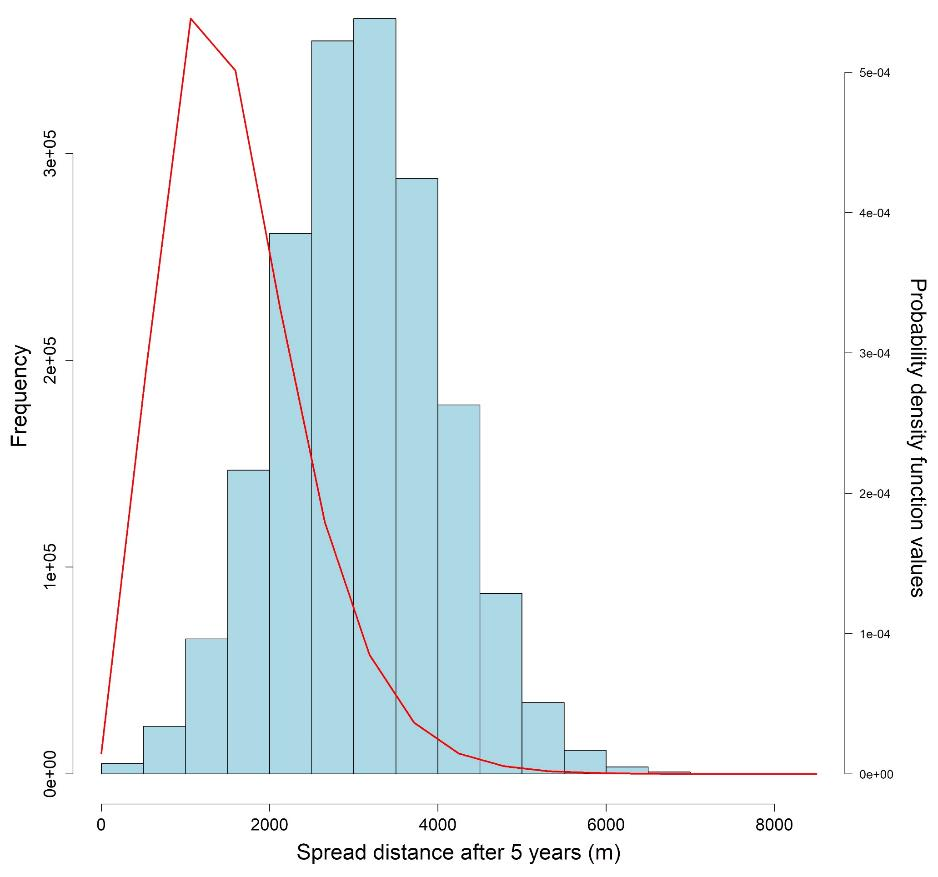 Frequency
0e+00
1e+05
2e+05
3e+05
0
2000
4000
6000
8000
Spread distance after 5 years (m)
5e-04
4e-04
3e-04
2e-04
1e-04
0e+00
Probability density function values